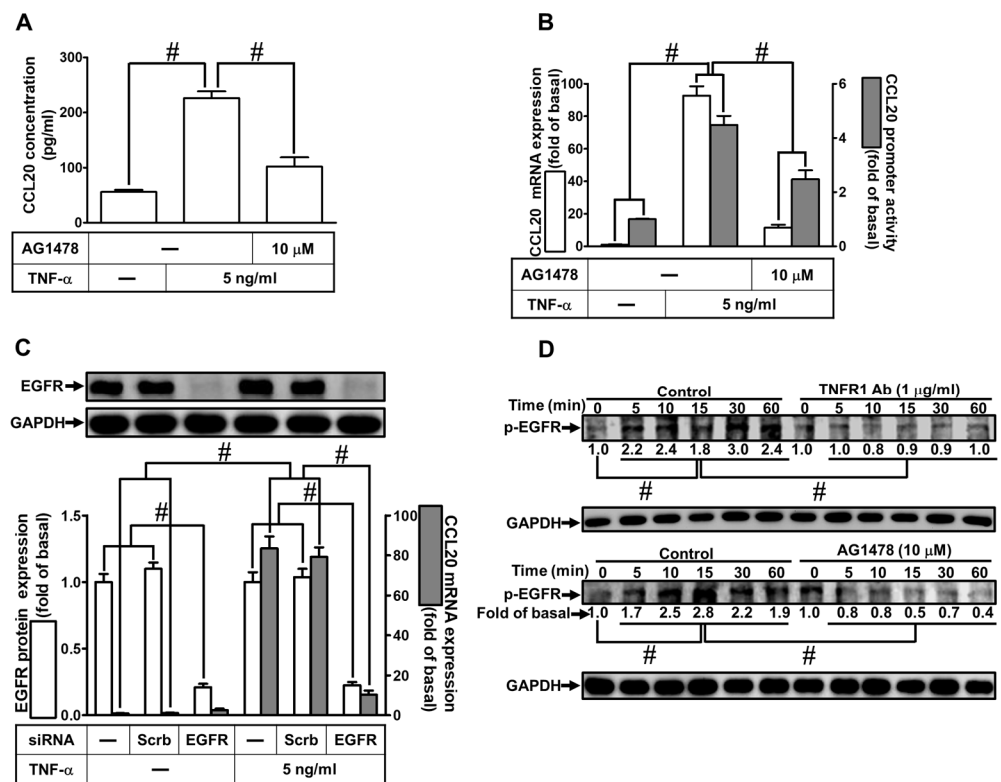 A
# #
300
200
100
0
CCL20 concentration
(pg/ml)
AG1478 — 10 μM
TNF-α — 5 ng/ml
B
# #
100
80
60
40
20
0
CCL20 mRNA expression
(fold of basal)
6
4
2
0
CCL20 promoter activity
(fold of basal)
AG1478 — 10 μM
TNF-α — 5 ng/ml
C
EGFR
GAPDH
# #
# #
1.5
1.0
0.5
0.0
EGFR protein expression
(fold of basal)
100
80
60
40
20
0
CCL20 mRNA expression
(fold of basal)
siRNA — Scrb EGFR — Scrb EGFR
TNF-α — 5 ng/ml
D
Control TNFR1 Ab (1 μg/ml)
Time (min) 0 5 10 15 30 60 0 5 10 15 30 60
p-EGFR
1.0 2.2 2.4 1.8 3.0 2.4 1.0 1.0 0.8 0.9 0.9 1.0
# #
GAPDH
Control AG1478 (10 μM)
Time (min) 0 5 10 15 30 60 0 5 10 15 30 60
p-EGFR
Fold of basal 1.0 1.7 2.5 2.8 2.2 1.9 1.0 0.8 0.8 0.5 0.7 0.4
# #
GAPDH